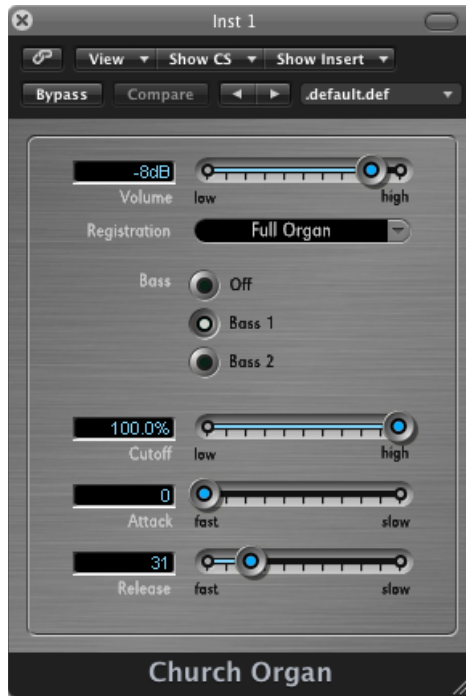 Inst 1
View Show CS Show Insert
Bypass Compare .default.def
-8dB
Volume low high
Registration Full Organ
Bass Off
Bass 1
Bass 2
100.0%
Cutoff low high
0
Attack fast slow
31
Release fast slow
Church Organ